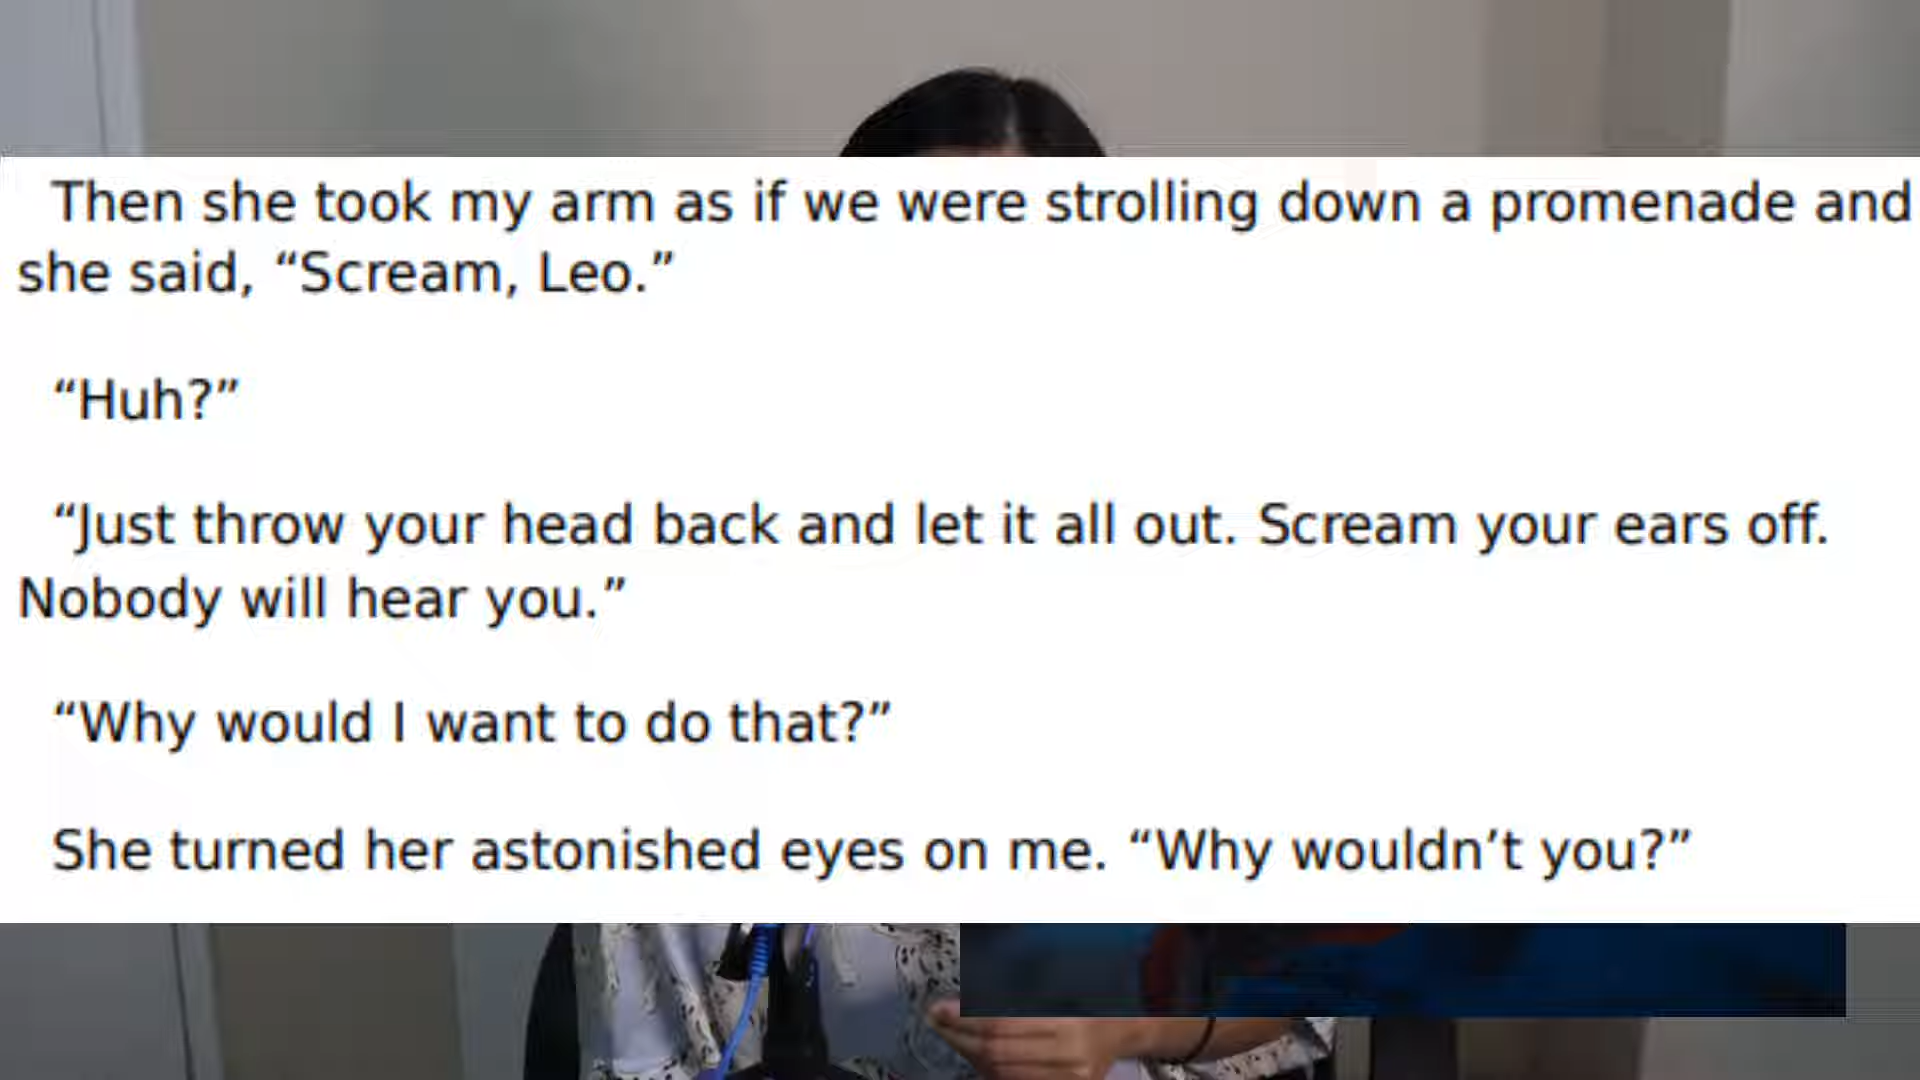 Then she took my arm as if we were strolling down a promenade and
she said, “Scream, Leo.”
“Huh?”
“Just throw your head back and let it all out. Scream your ears off.
Nobody will hear you.”
“Why would I want to do that?”
She turned her astonished eyes on me. “Why wouldn’t you?”